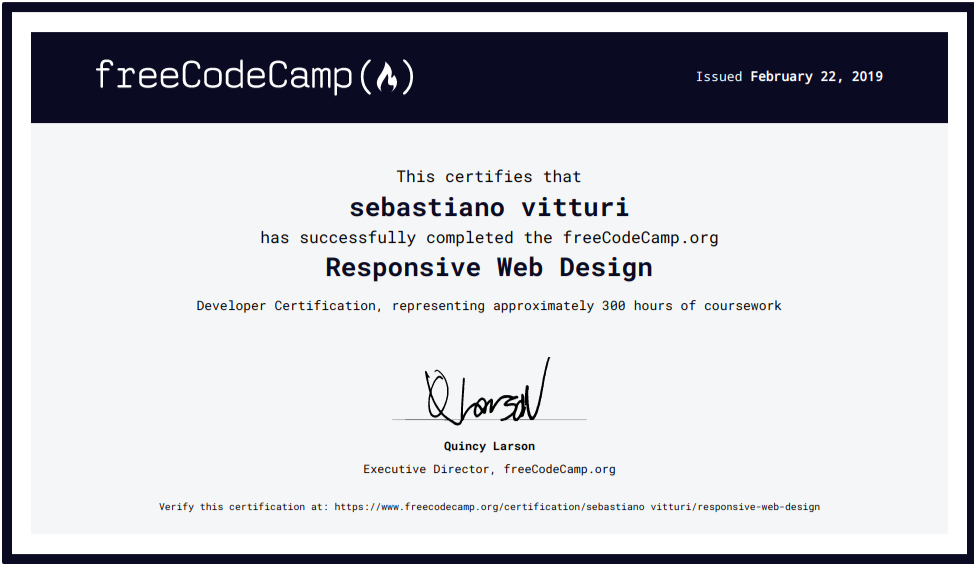 freeCodeCamp
Issued February 22, 2019
This certifies that
sebastiano vitturi
has successfully completed the freeCodeCamp.org
Responsive Web Design
Developer Certification, representing approximately 300 hours of coursework
QLarson
Quincy Larson
Executive Director, freeCodeCamp.org
Verify this certification at: https://www.freecodecamp.org/certification/sebastiano vitturi/responsive-web-design